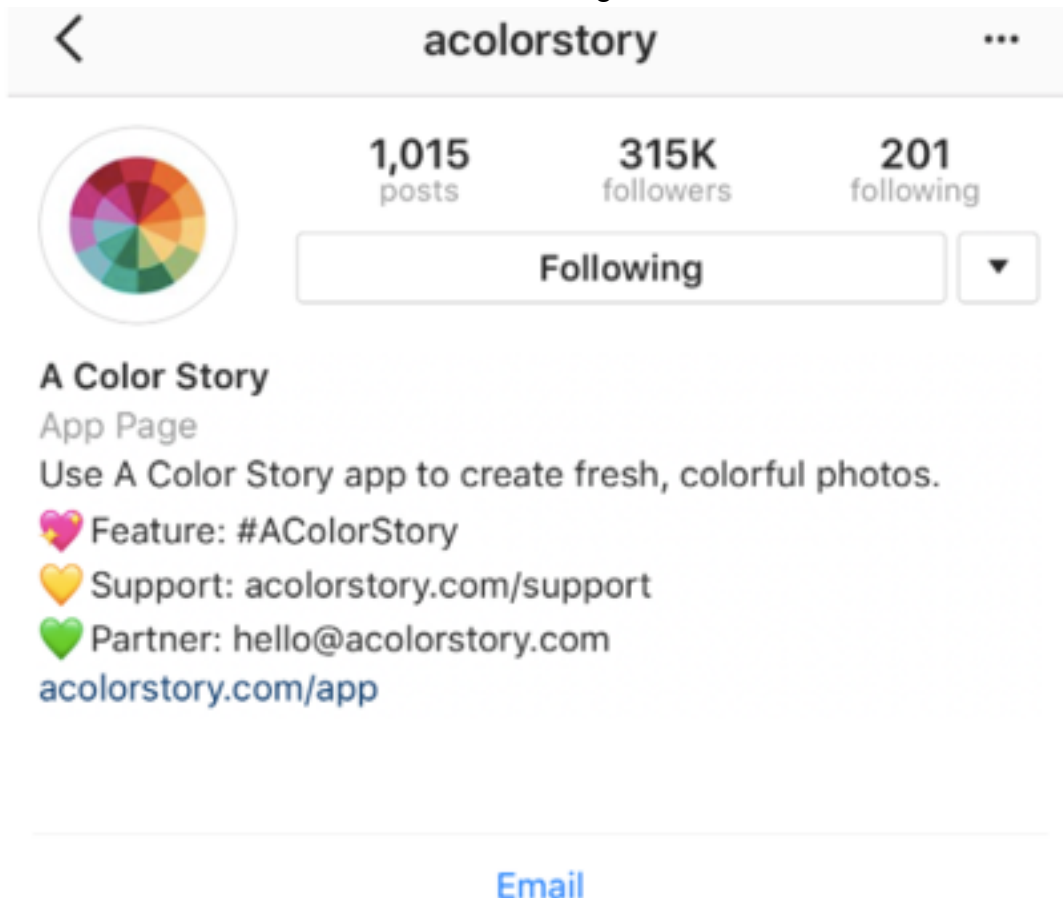 acolorstory
1,015 315K 201
posts followers following
Following
A Color Story
App Page
Use A Color Story app to create fresh, colorful photos.
💖Feature: #AColorStory
💛Support: acolorstory.com/support
💚Partner: hello@acolorstory.com
acolorstory.com/app
Email